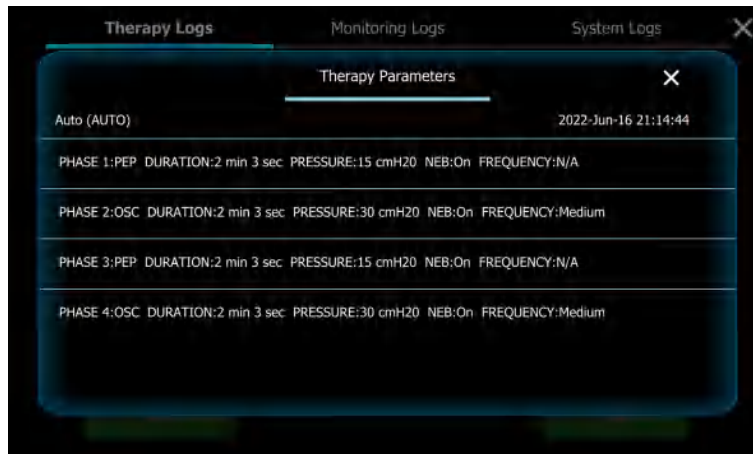 Therapy Logs Monitoring Logs System Logs X
Therapy Parameters X
Auto (AUTO) 2022-Jun-16 21:14:44
PHASE 1:PEP DURATION:2 min 3 sec PRESSURE:15 cmH20 NEB:On FREQUENCY:N/A
PHASE 2:OSC DURATION:2 min 3 sec PRESSURE:30 cmH20 NEB:On FREQUENCY:Medium
PHASE 3:PEP DURATION:2 min 3 sec PRESSURE:15 cmH20 NEB:On FREQUENCY:N/A
PHASE 4:OSC DURATION:2 min 3 sec PRESSURE:30 cmH20 NEB:On FREQUENCY:Medium